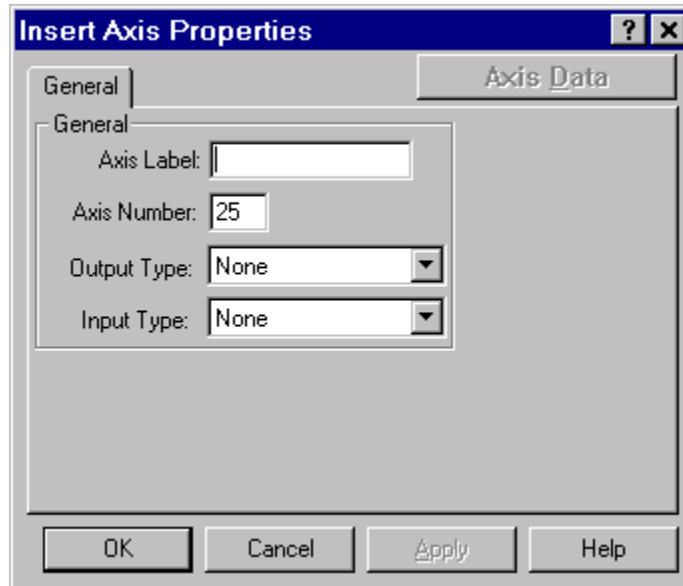 Insert Axis Properties
General
Axis Data
General
Axis Label:
Axis Number: 25
Output Type: None
Input Type: None
OK Cancel Apply Help